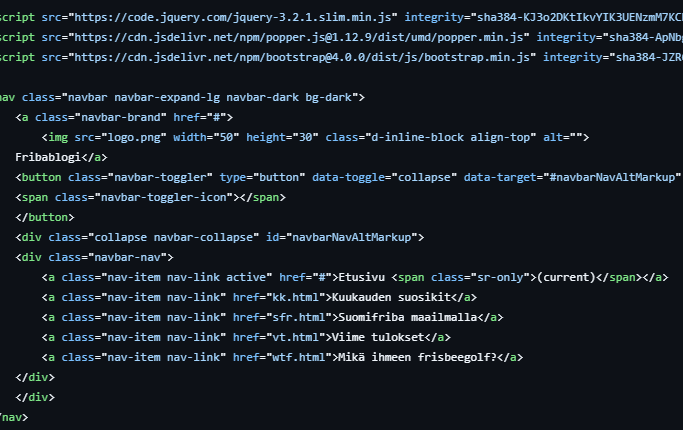 script src="https://code.jquery.com/jquery-3.2.1.slim.min.js" integrity="sha384-KJ3o2DKtIkvYIK3UENzmM7KC
script src="https://cdn.jsdelivr.net/npm/popper.js@1.12.9/dist/umd/popper.min.js" integrity="sha384-ApNb
script src="https://cdn.jsdelivr.net/npm/bootstrap@4.0.0/dist/js/bootstrap.min.js" integrity="sha384-JZR
nav class="navbar navbar-expand-lg navbar-dark bg-dark">
<a class="navbar-brand" href="#">
<img src="logo.png" width="50" height="30" class="d-inline-block align-top" alt="">
Fribablogi</a>
<button class="navbar-toggler" type="button" data-toggle="collapse" data-target="#navbarNavAltMarkup"
<span class="navbar-toggler-icon"></span>
</button>
<div class="collapse navbar-collapse" id="navbarNavAltMarkup">
<div class="navbar-nav">
<a class="nav-item nav-link active" href="#">Etusivu <span class="sr-only">(current)</span></a>
<a class="nav-item nav-link" href="kk.html">Kuukauden suosikit</a>
<a class="nav-item nav-link" href="sfr.html">Suomifriba maailmalla</a>
<a class="nav-item nav-link" href="vt.html">Viime tulokset</a>
<a class="nav-item nav-link" href="wtf.html">Mikä ihmeen frisbeegolf?</a>
</div>
</div>
/nav>